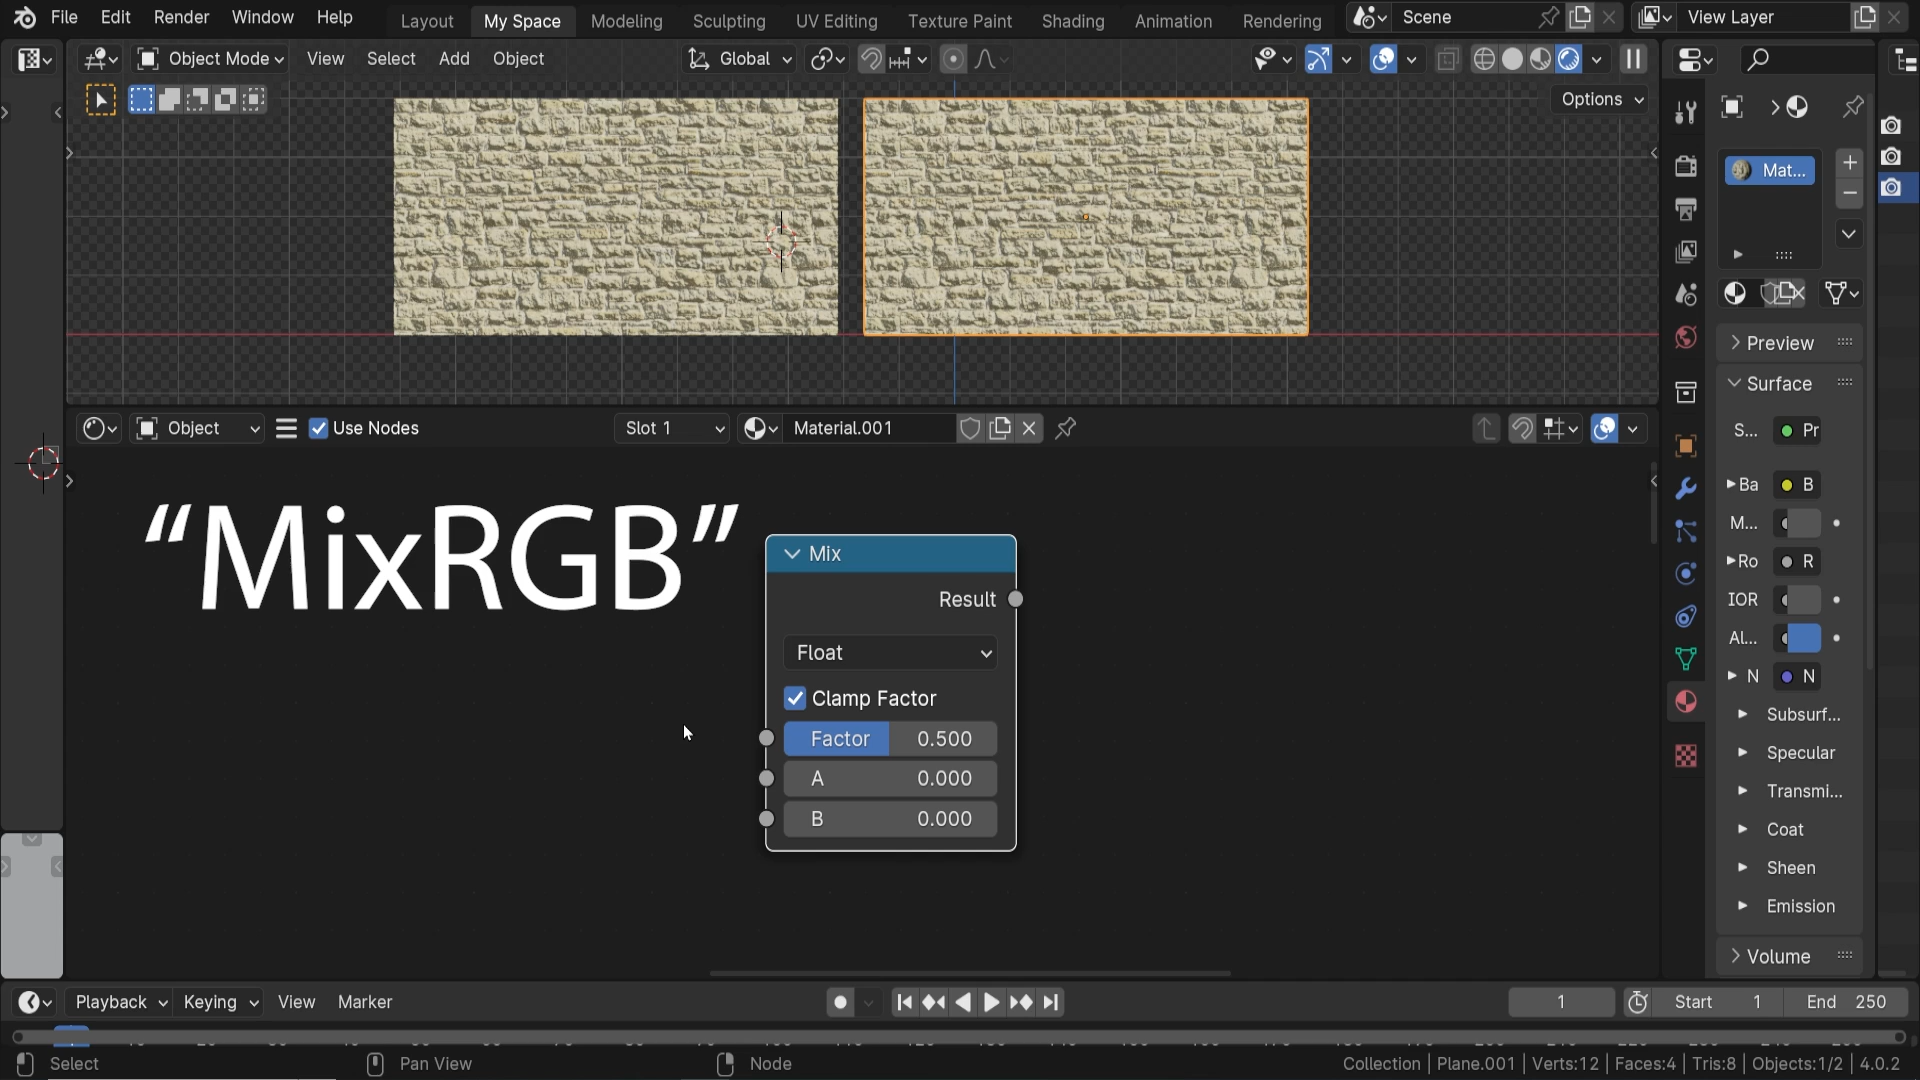 File Edit Render Window Help Layout My Space Modeling Sculpting UV Editing Texture Paint Shading Animation Rendering Scene View Layer
Object Mode View Select Add Object Global
Options
Mat...
Preview
Surface
Object Use Nodes Slot 1 Material.001
S... Pr
Ba B
M...
Ro R
IOR
Al...
N N
Subsurf...
Specular
Transmi...
Coat
Sheen
Emission
Volume
“MixRGB”
Mix
Result
Float
Clamp Factor
Factor 0.500
A 0.000
B 0.000
Playback Keying View Marker 1 Start 1 End 250
Select Pan View Node Collection | Plane.001 | Verts:12 | Faces:4 | Tris:8 | Objects:1/2 | 4.0.2